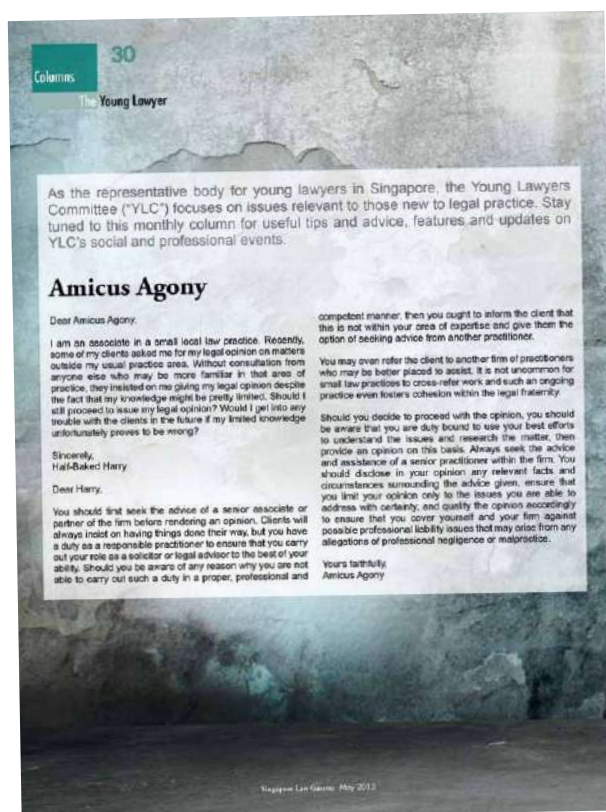 30
Columns
The Young Lawyer
As the representative body for young lawyers in Singapore, the Young Lawyers
Committee ("YLC") focuses on issues relevant to those new to legal practice. Stay
tuned to this monthly column for useful tips and advice, features and updates on
YLC's social and professional events.
Amicus Agony
Dear Amicus Agony,
I am an associate in a small local law practice. Recently,
some of my clients asked me for my legal opinion on matters
outside my usual practice area. Without consultation from
anyone else who may be more familiar in that area of
practice, they insisted on me giving my legal opinion despite
the fact that my knowledge might be pretty limited. Should I
still proceed to issue my legal opinion? Would I get into any
trouble with the clients in the future if my limited knowledge
unfortunately proves to be wrong?
Sincerely,
Half-Baked Harry
Dear Harry,
You should first seek the advice of a senior associate or
partner of the firm before rendering an opinion. Clients will
always insist on having things done their way, but you have
a duty as a responsible practitioner to ensure that you carry
out your role as a solicitor or legal advisor to the best of your
ability. Should you be aware of any reason why you are not
able to carry out such a duty in a proper, professional and
competent manner, then you ought to inform the client that
this is not within your area of expertise and give them the
option of seeking advice from another practitioner.
You may even refer the client to another firm of practitioners
who may be better placed to assist. It is not uncommon for
small law practices to cross-refer work and such an ongoing
practice even fosters cohesion within the legal fraternity.
Should you decide to proceed with the opinion, you should
be aware that you are duty bound to use your best efforts
to understand the issues and research the matter, then
provide an opinion on this basis. Always seek the advice
and assistance of a senior practitioner within the firm. You
should disclose in your opinion any relevant facts and
circumstances surrounding the advice given, ensure that
you limit your opinion only to the issues you are able to
address with certainty, and qualify the opinion accordingly
to ensure that you cover yourself and your firm against
possible professional liability issues that may arise from any
allegations of professional negligence or malpractice.
Yours faithfully,
Amicus Agony
Singapore Law Gazette May 2013